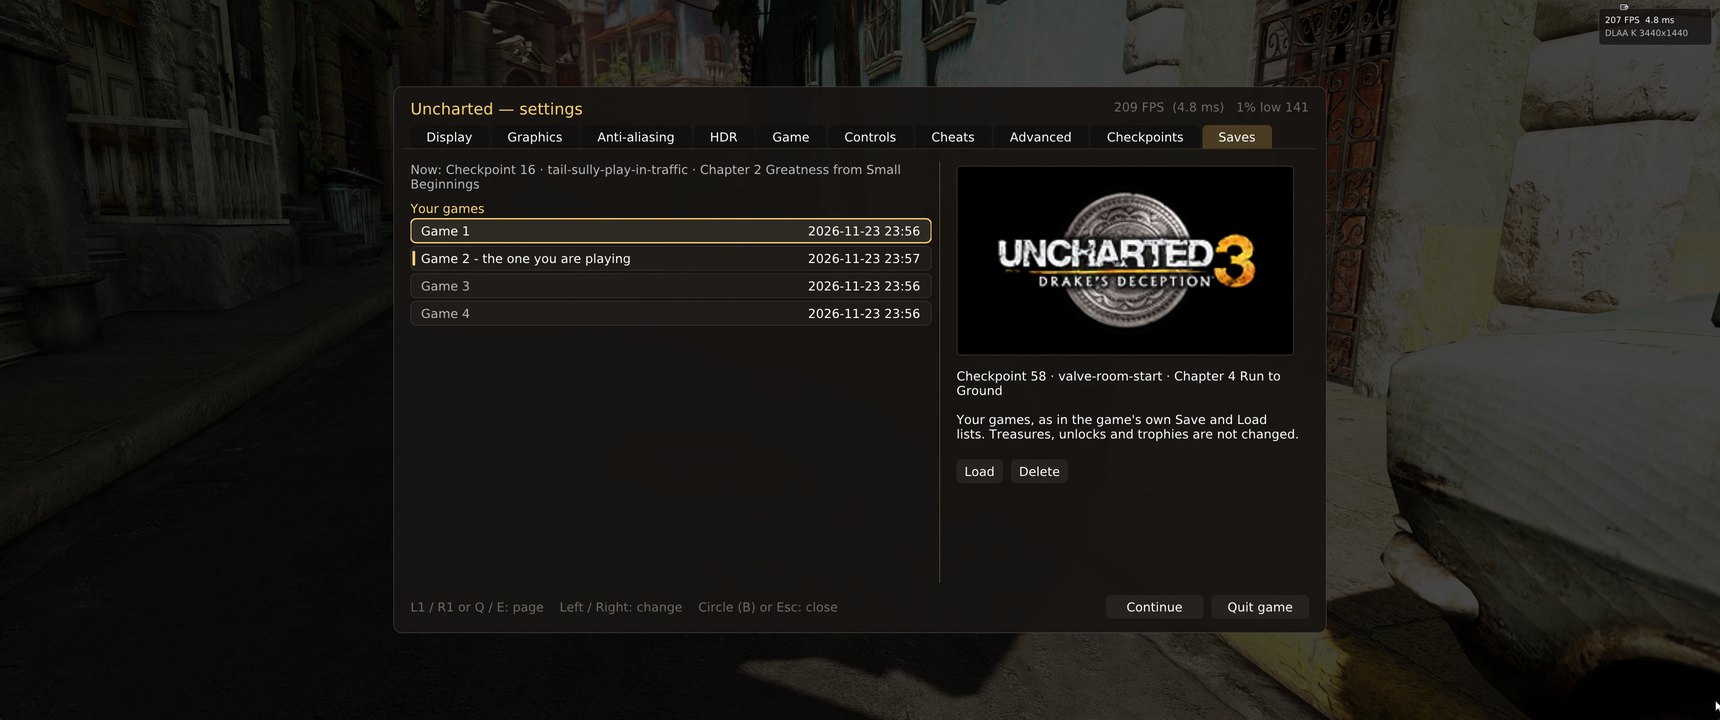 207 FPS 4.8 ms
DLAA K 3440x1440
Uncharted — settings
209 FPS (4.8 ms) 1% low 141
Display Graphics Anti-aliasing HDR Game Controls Cheats Advanced Checkpoints Saves
Now: Checkpoint 16 · tail-sully-play-in-traffic · Chapter 2 Greatness from Small
Beginnings
Your games
Game 1 2026-11-23 23:56
Game 2 - the one you are playing 2026-11-23 23:57
Game 3 2026-11-23 23:56
Game 4 2026-11-23 23:56
UNCHARTED 3
DRAKE'S DECEPTION
Checkpoint 58 · valve-room-start · Chapter 4 Run to
Ground
Your games, as in the game's own Save and Load
lists. Treasures, unlocks and trophies are not changed.
Load Delete
L1 / R1 or Q / E: page Left / Right: change Circle (B) or Esc: close
Continue Quit game